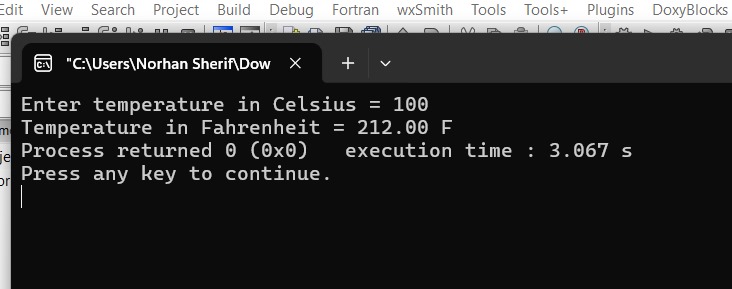 Edit View Search Project Build Debug Fortran wxSmith Tools Tools+ Plugins DoxyBlocks
"C:\Users\Norhan Sherif\Dow
Enter temperature in Celsius = 100
Temperature in Fahrenheit = 212.00 F
Process returned 0 (0x0)   execution time : 3.067 s
Press any key to continue.